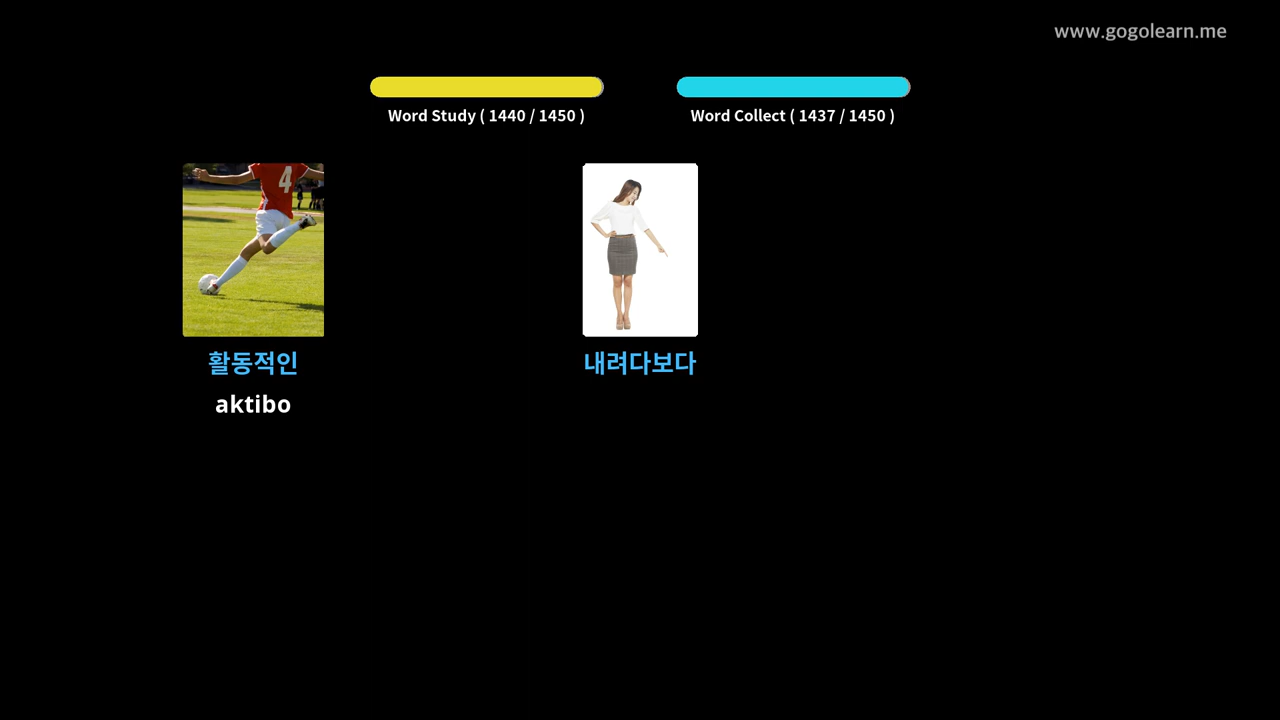 www.gogolearn.me
Word Study ( 1440 / 1450 )
Word Collect ( 1437 / 1450 )
4
활동적인
내려다보다
aktibo